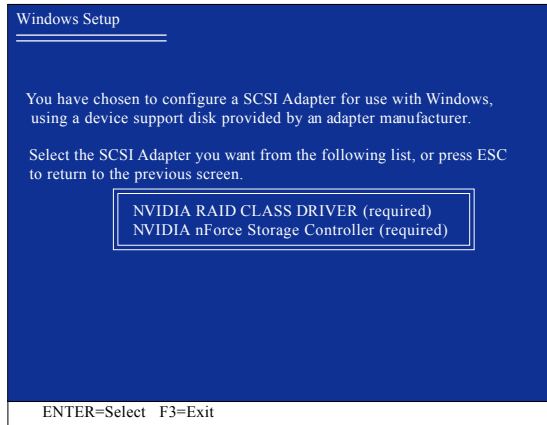 Windows Setup
You have chosen to configure a SCSI Adapter for use with Windows,
using a device support disk provided by an adapter manufacturer.
Select the SCSI Adapter you want from the following list, or press ESC
to return to the previous screen.
NVIDIA RAID CLASS DRIVER (required)
NVIDIA nForce Storage Controller (required)
ENTER=Select F3=Exit